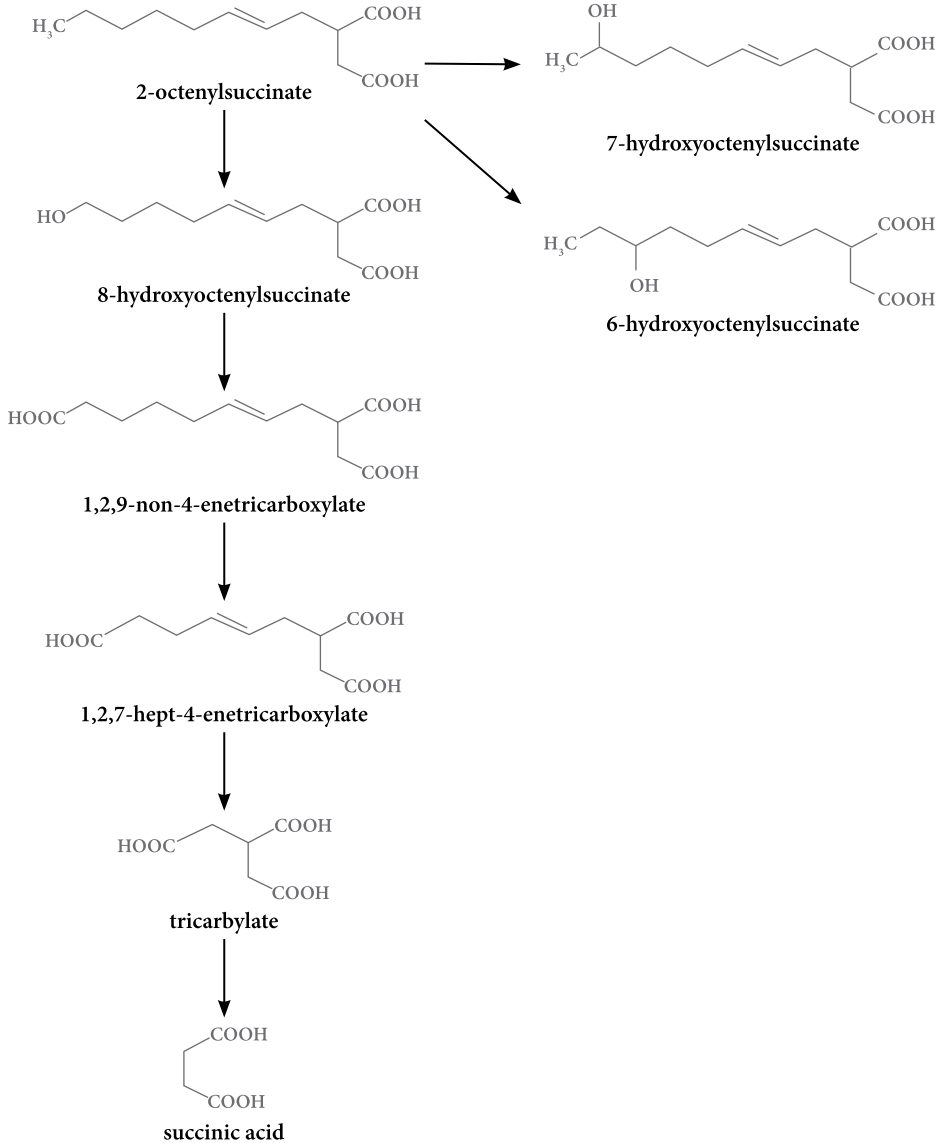 H₃C
COOH
COOH
2-octenylsuccinate
OH
H₃C
COOH
COOH
7-hydroxyoctenylsuccinate
HO
COOH
COOH
8-hydroxyoctenylsuccinate
H₃C
OH
COOH
COOH
6-hydroxyoctenylsuccinate
HOOC
COOH
COOH
1,2,9-non-4-enetricarboxylate
HOOC
COOH
COOH
1,2,7-hept-4-enetricarboxylate
HOOC
COOH
COOH
tricarbylate
COOH
COOH
succinic acid